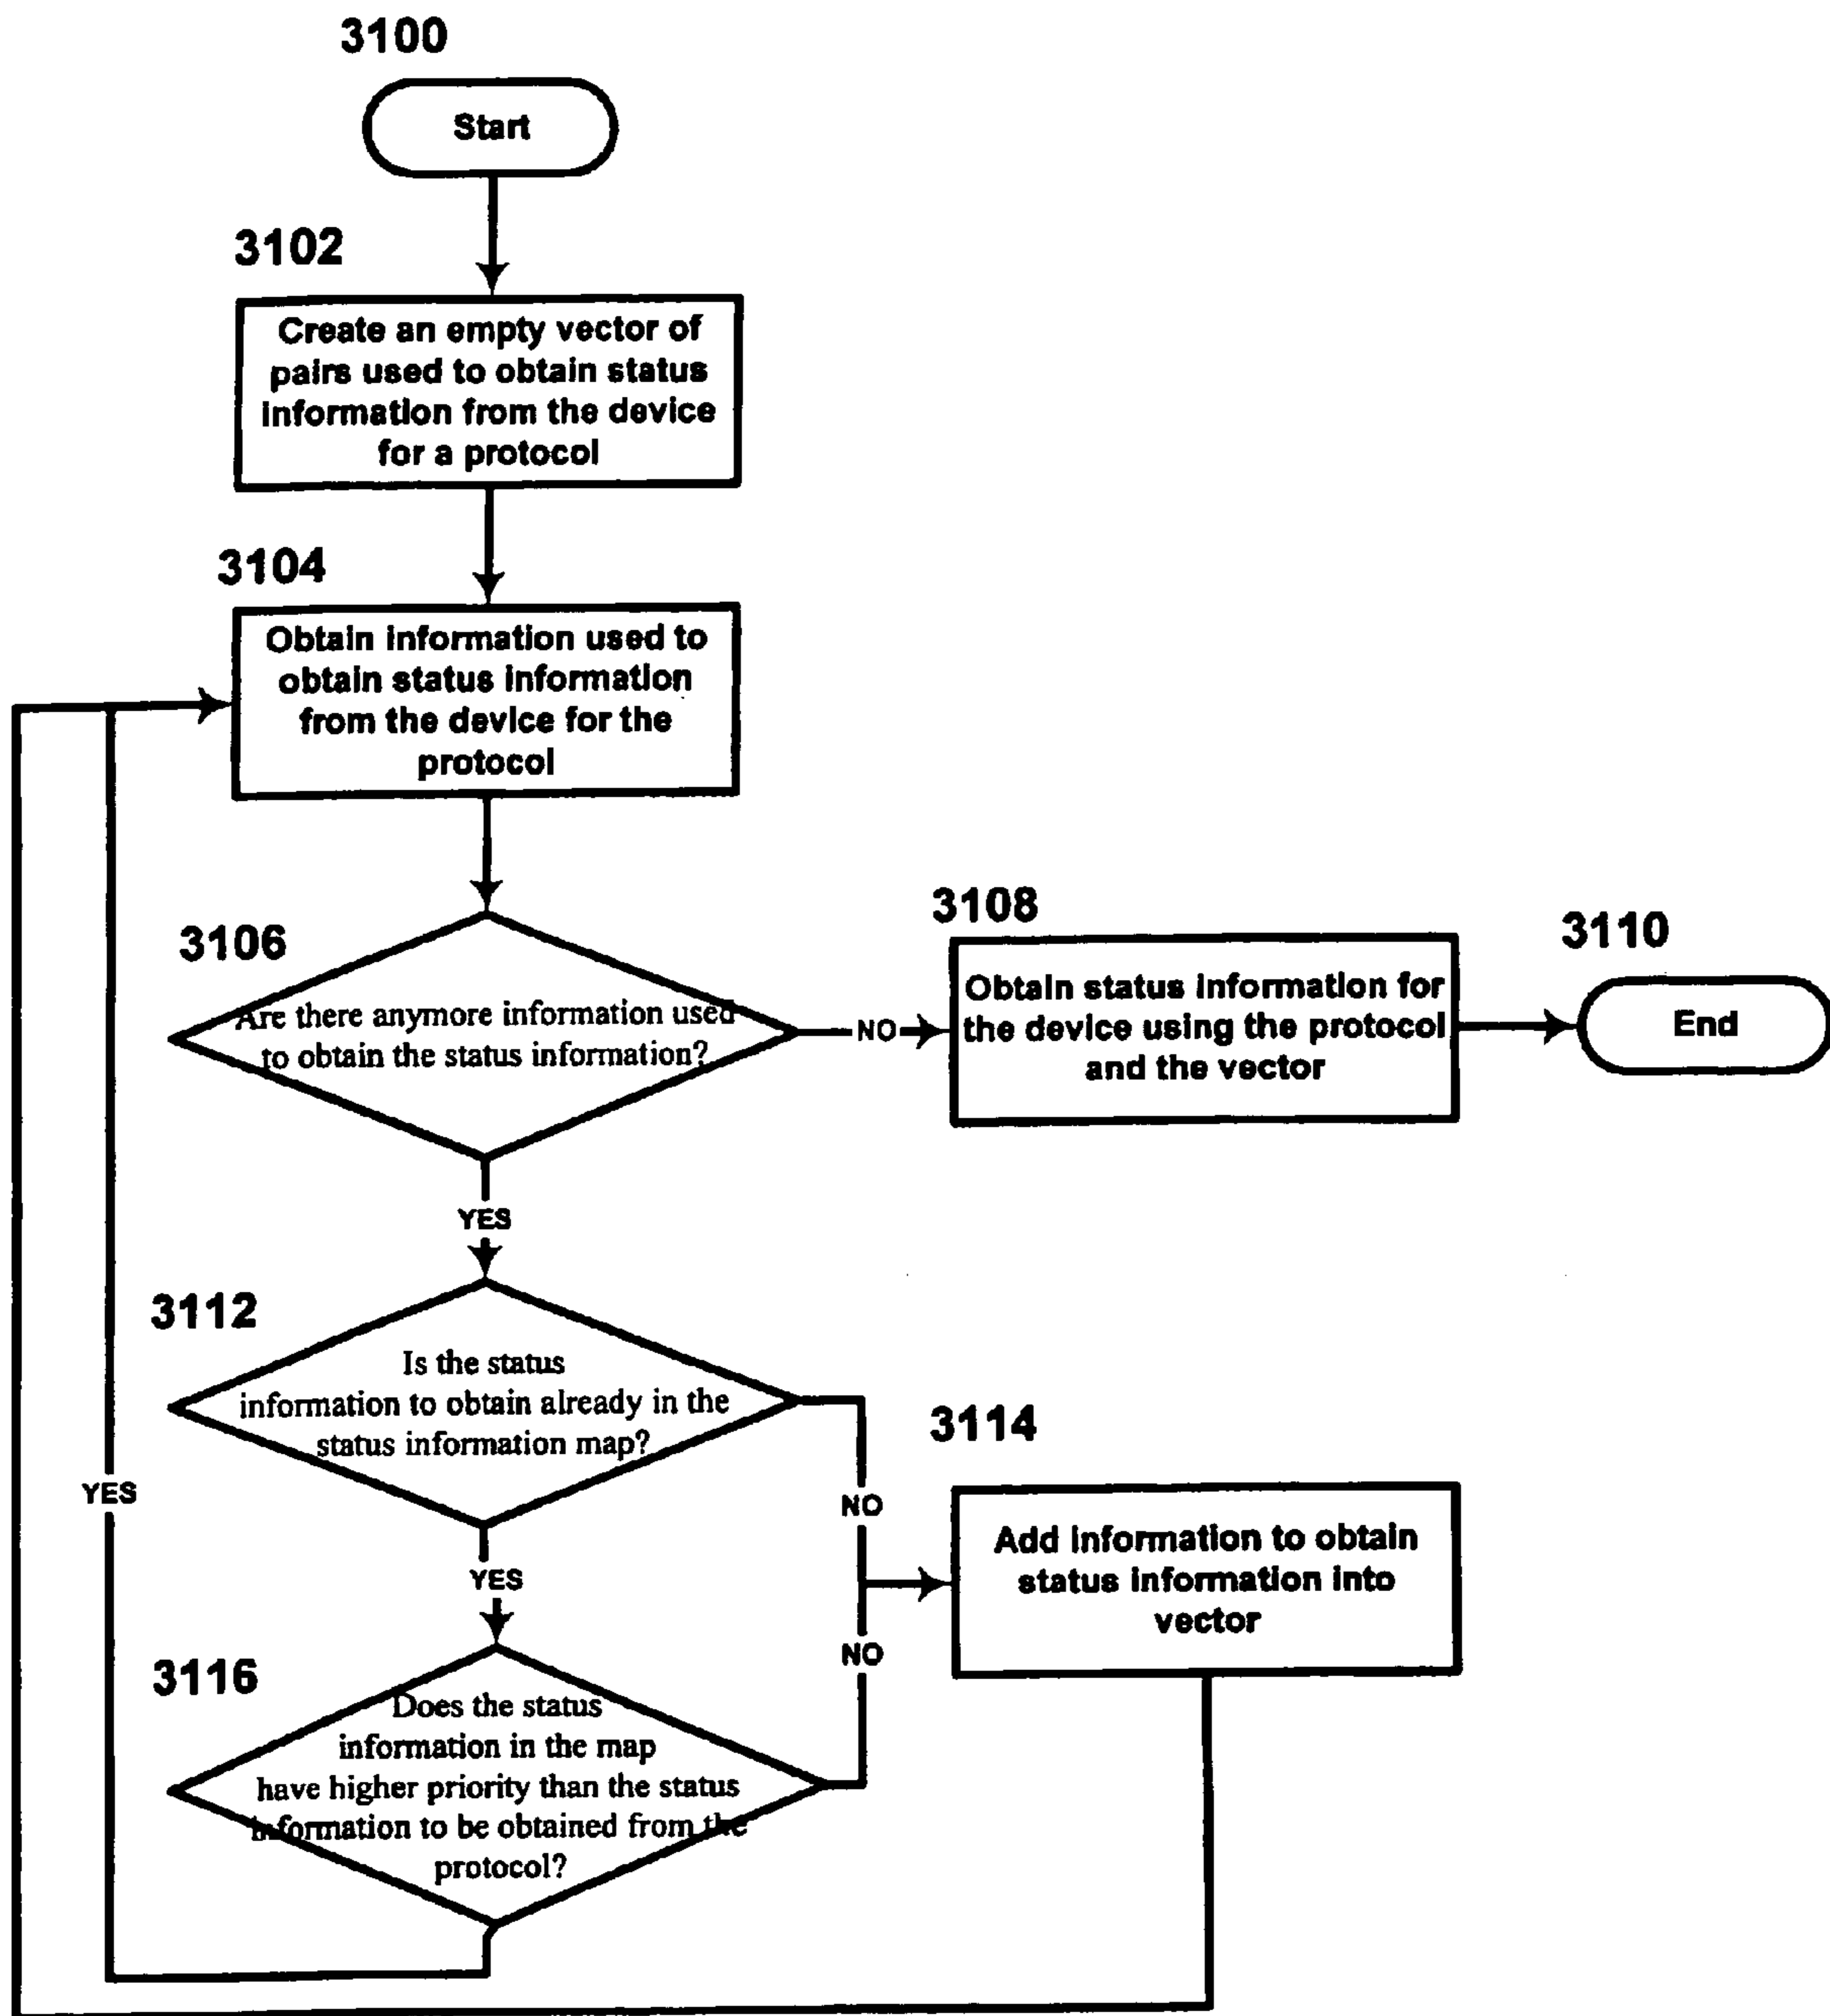 3100
Start
3102
Create an empty vector of
pairs used to obtain status
information from the device
for a protocol
3104
Obtain information used to
obtain status information
from the device for the
protocol
3106
Are there anymore information used
to obtain the status information?
NO
3108
Obtain status information for
the device using the protocol
and the vector
3110
End
YES
3112
Is the status
information to obtain already in the
status information map?
NO
3114
Add information to obtain
status information into
vector
YES
YES
NO
3116
Does the status
information in the map
have higher priority than the status
information to be obtained from the
protocol?